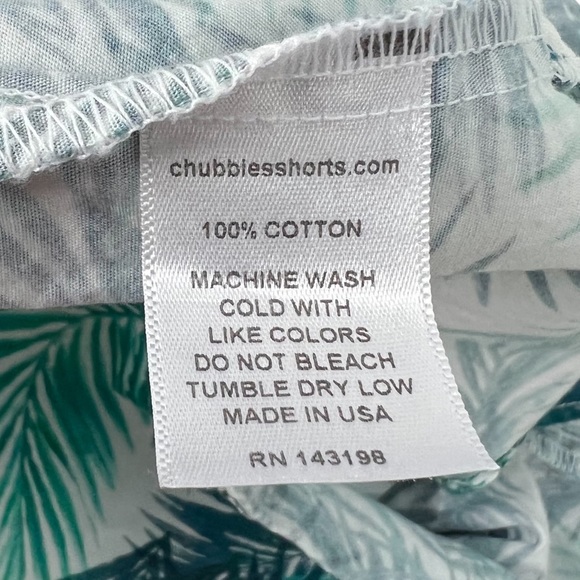 chubbiesshorts.com
100% COTTON
MACHINE WASH
COLD WITH
LIKE COLORS
DO NOT BLEACH
TUMBLE DRY LOW
MADE IN USA
RN 143198